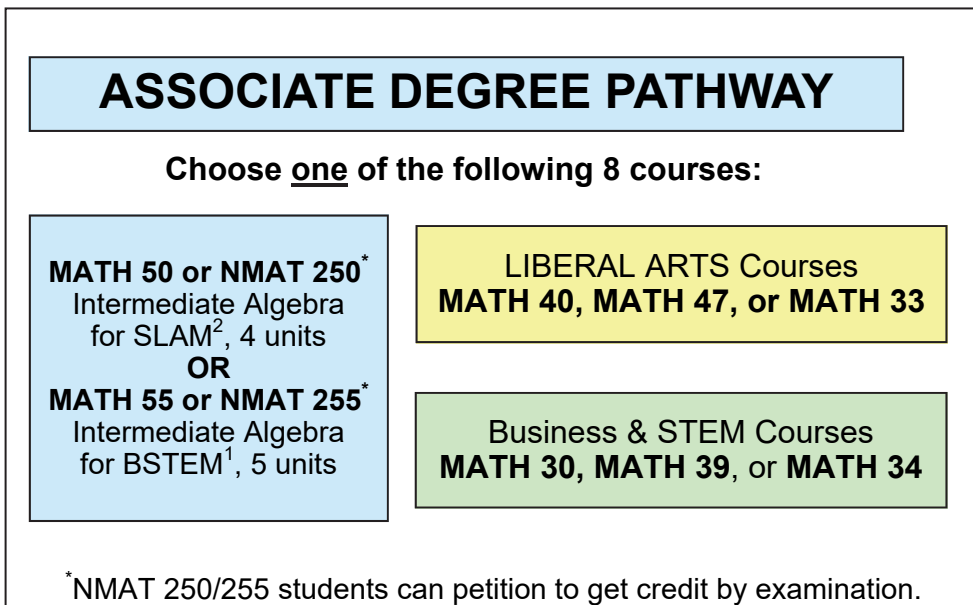 ASSOCIATE DEGREE PATHWAY
Choose one of the following 8 courses:
MATH 50 or NMAT 250*
Intermediate Algebra
for SLAM², 4 units
OR
MATH 55 or NMAT 255*
Intermediate Algebra
for BSTEM¹, 5 units
LIBERAL ARTS Courses
MATH 40, MATH 47, or MATH 33
Business & STEM Courses
MATH 30, MATH 39, or MATH 34
*NMAT 250/255 students can petition to get credit by examination.